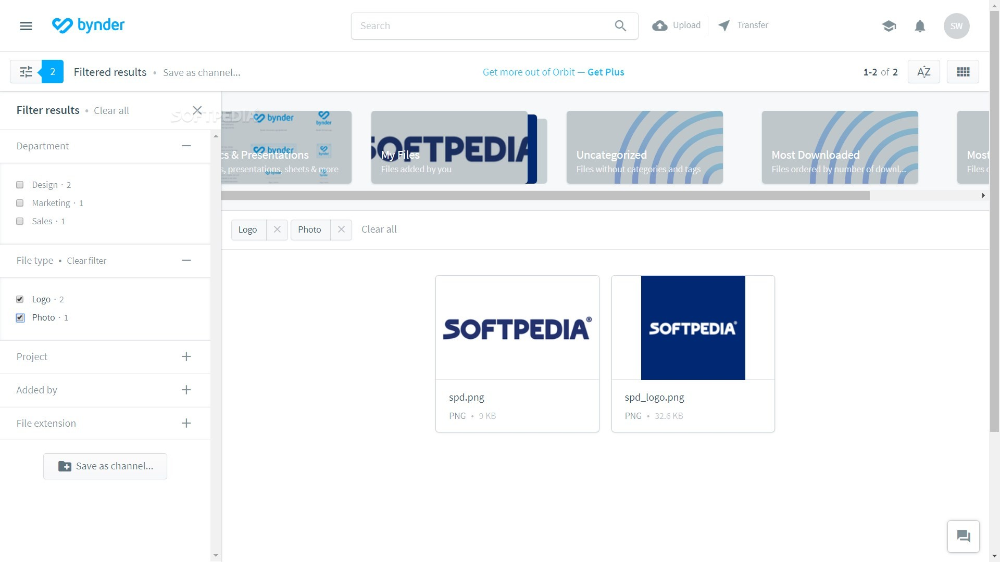 bynder
Search
Upload
Transfer
SW
2
Filtered results • Save as channel...
Get more out of Orbit — Get Plus
1-2 of 2
AZ
Filter results • Clear all
SOFTPEDIA
Department
Design · 2
Marketing · 1
Sales · 1
File type • Clear filter
Logo · 2
Photo · 1
Project
Added by
File extension
Save as channel...
bynder
bynder
bynder
bynder
cs & Presentations
s, presentations, sheets & more
SOFTPEDIA
My Files
Files added by you
Uncategorized
Files without categories and tags
Most Downloaded
Files ordered by number of downl...
Most
Files
Logo
Photo
Clear all
SOFTPEDIA®
spd.png
PNG • 9 KB
SOFTPEDIA®
spd_logo.png
PNG • 32.6 KB